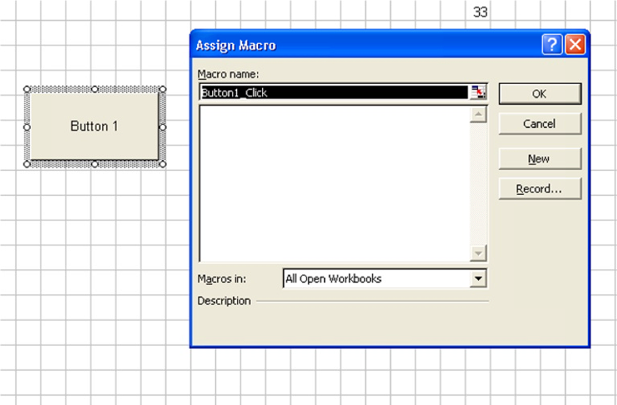 33
Assign Macro
Macro name:
Button1_Click
OK
Button 1
Cancel
New
Record...
Macros in:
All Open Workbooks
Description